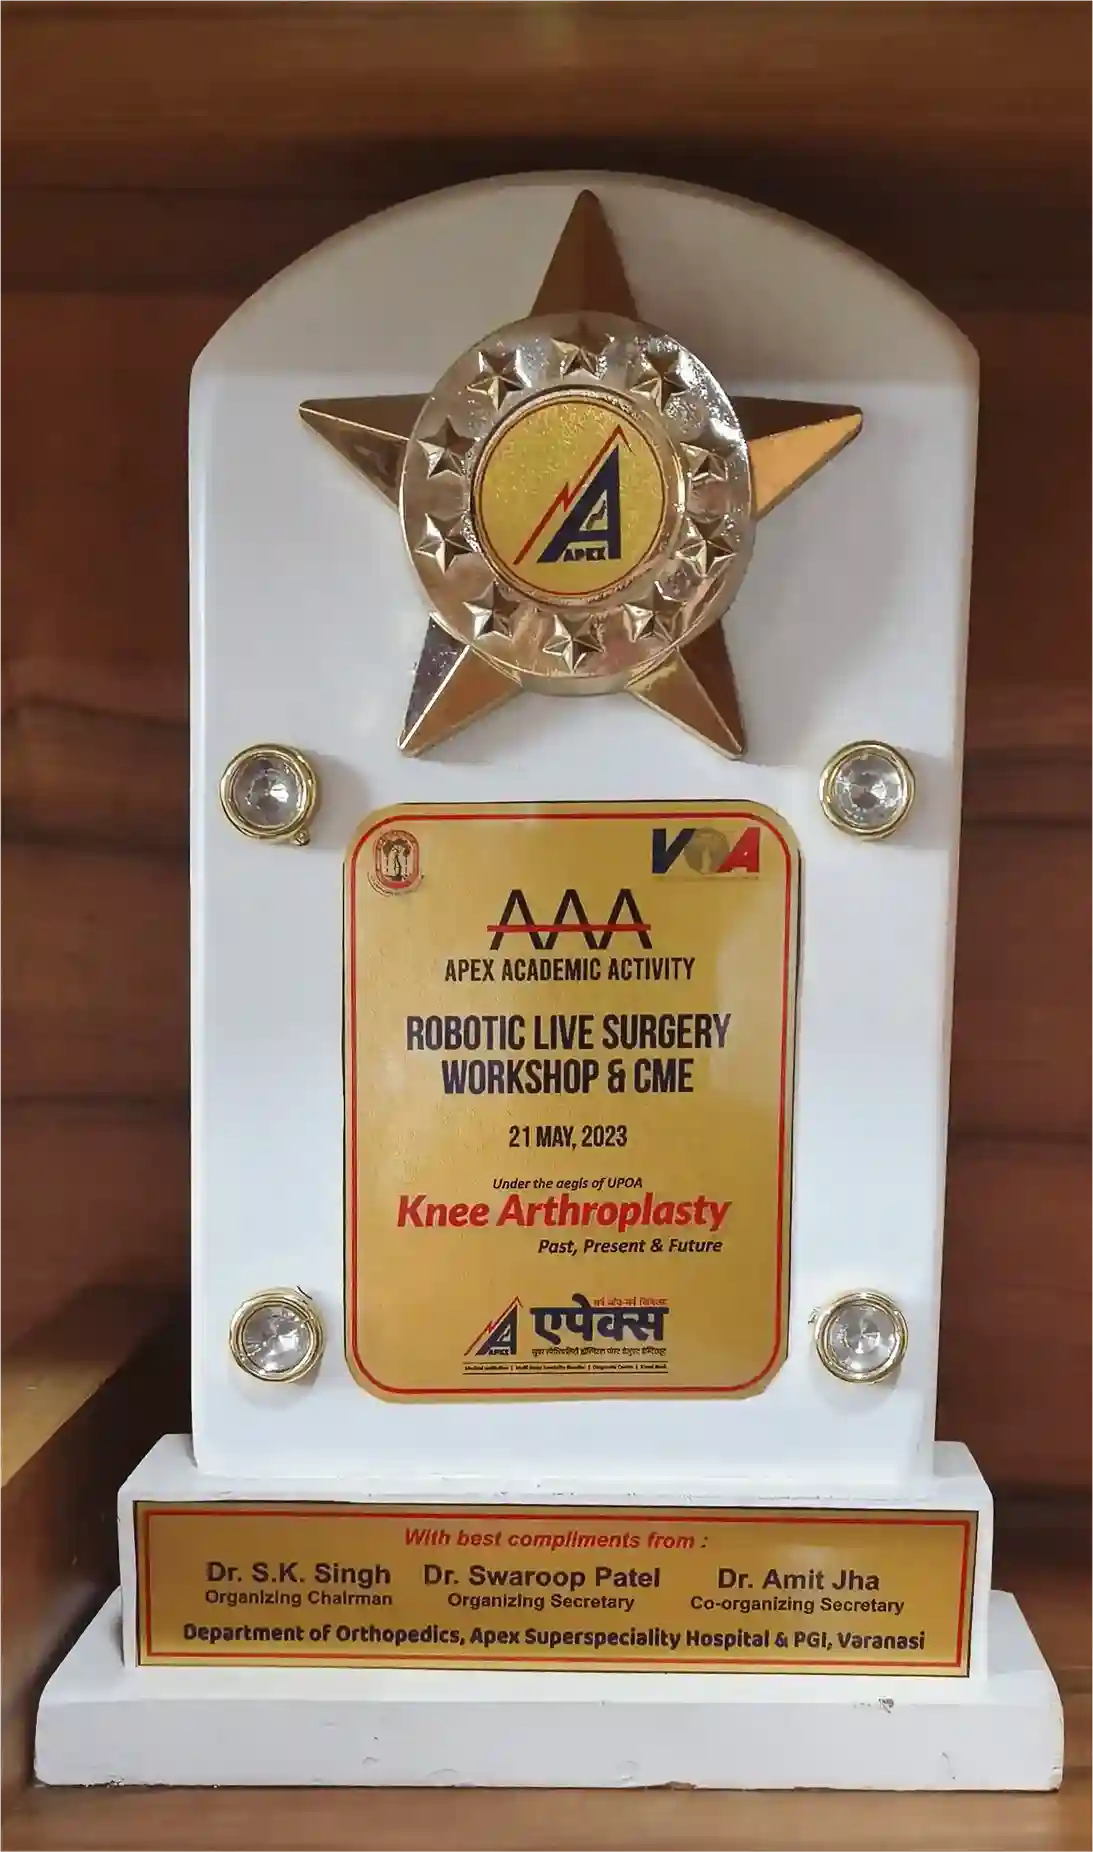 APEX
VOA
AAA
APEX ACADEMIC ACTIVITY
ROBOTIC LIVE SURGERY
WORKSHOP & CME
21 MAY, 2023
Under the aegis of UPOA
Knee Arthroplasty
Past, Present & Future
APEX
एपेक्स
With best compliments from :
Dr. S.K. Singh Dr. Swaroop Patel Dr. Amit Jha
Organizing Chairman Organizing Secretary Co-organizing Secretary
Department of Orthopedics, Apex Superspeciality Hospital & PGI, Varanasi